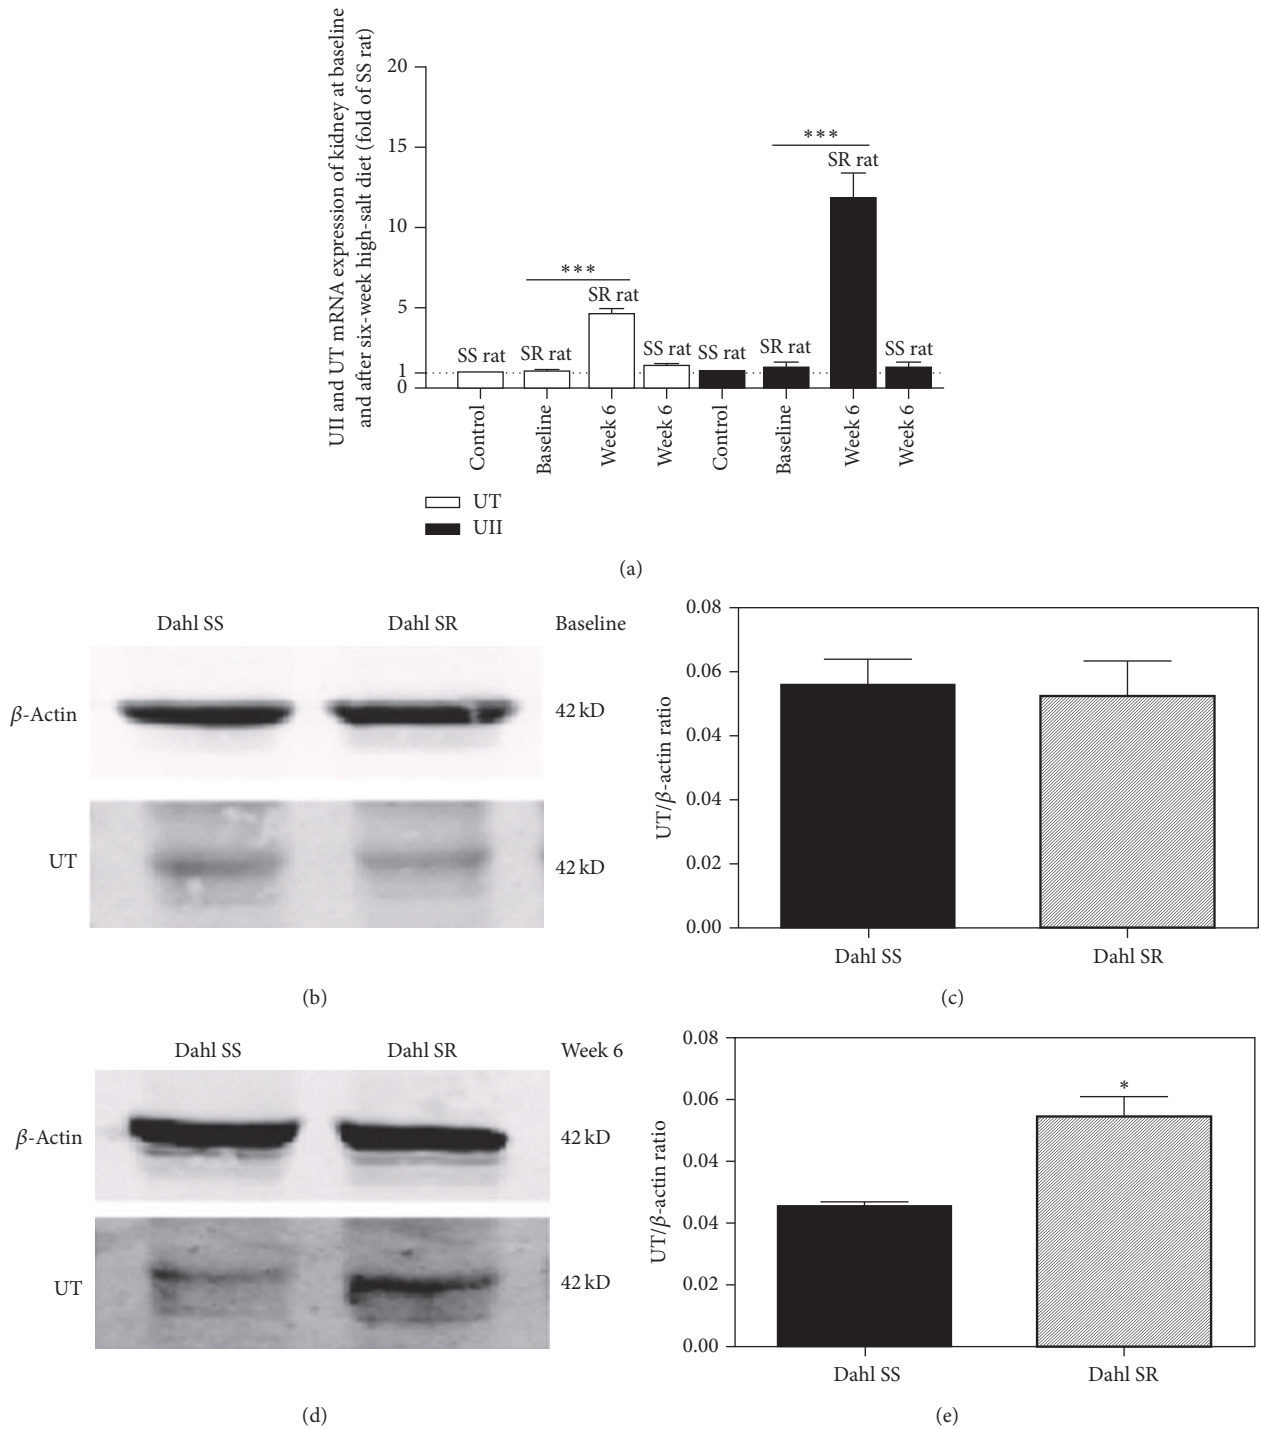 UII and UT mRNA expression of kidney at baseline
and after six-week high-salt diet (fold of SS rat)
20
15
10
5
1
0
***
***
SS rat
SR rat
SR rat
SS rat
SS rat
SR rat
SR rat
SS rat
Control
Baseline
Week 6
Week 6
Control
Baseline
Week 6
Week 6
UT
UII
(a)
Dahl SS
Dahl SR
Baseline
β-Actin
42 kD
UT
42 kD
(b)
UT/β-actin ratio
0.08
0.06
0.04
0.04
0.02
0.00
Dahl SS
Dahl SR
(c)
Dahl SS
Dahl SR
Week 6
β-Actin
42 kD
UT
42 kD
(d)
UT/β-actin ratio
0.08
0.06
0.04
0.04
0.02
0.00
*
Dahl SS
Dahl SR
(e)